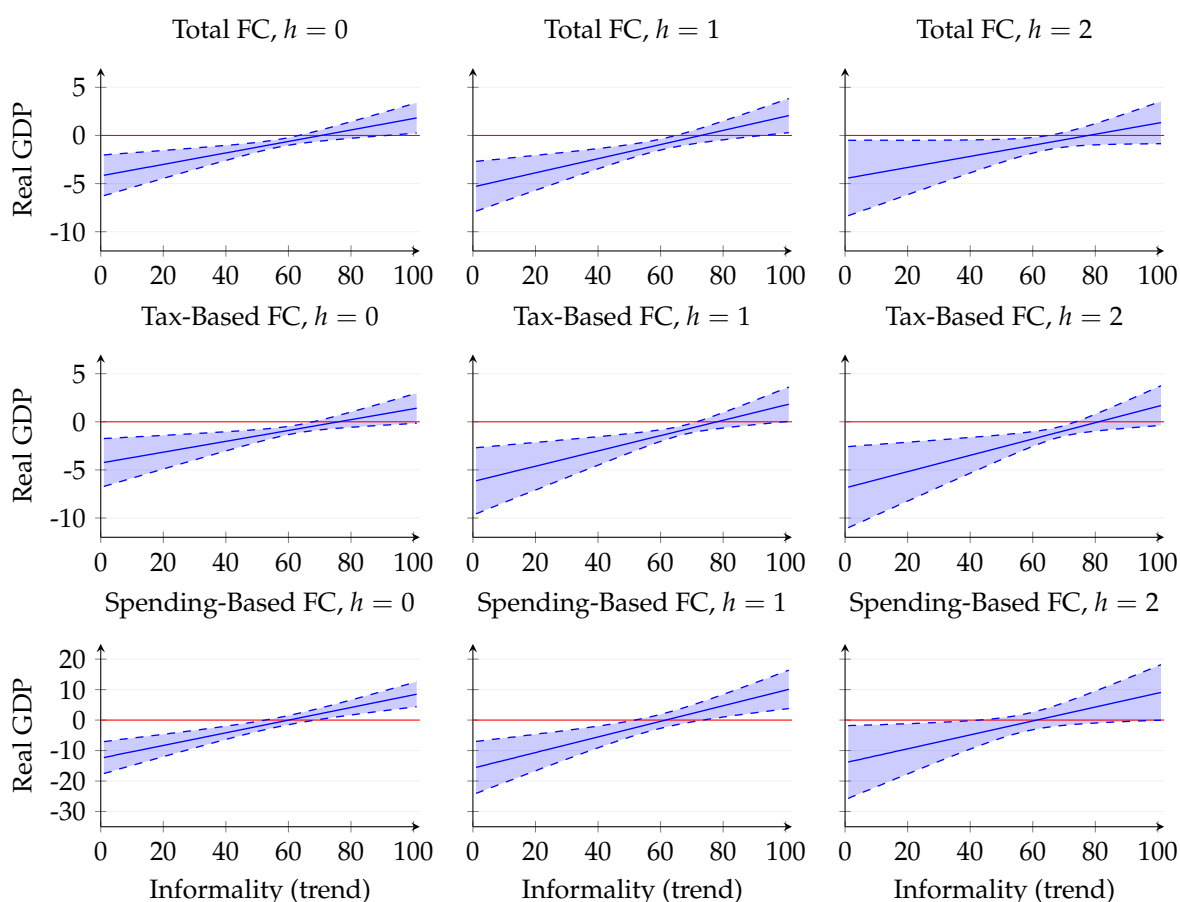 Total FC, h = 0
Total FC, h = 1
Total FC, h = 2
Real GDP
5
0
-5
-10
0 20 40 60 80 100
0 20 40 60 80 100
0 20 40 60 80 100
Tax-Based FC, h = 0
Tax-Based FC, h = 1
Tax-Based FC, h = 2
Real GDP
5
0
-5
-10
0 20 40 60 80 100
0 20 40 60 80 100
0 20 40 60 80 100
Spending-Based FC, h = 0
Spending-Based FC, h = 1
Spending-Based FC, h = 2
Real GDP
20
10
0
-10
-20
-30
0 20 40 60 80 100
0 20 40 60 80 100
0 20 40 60 80 100
Informality (trend)
Informality (trend)
Informality (trend)